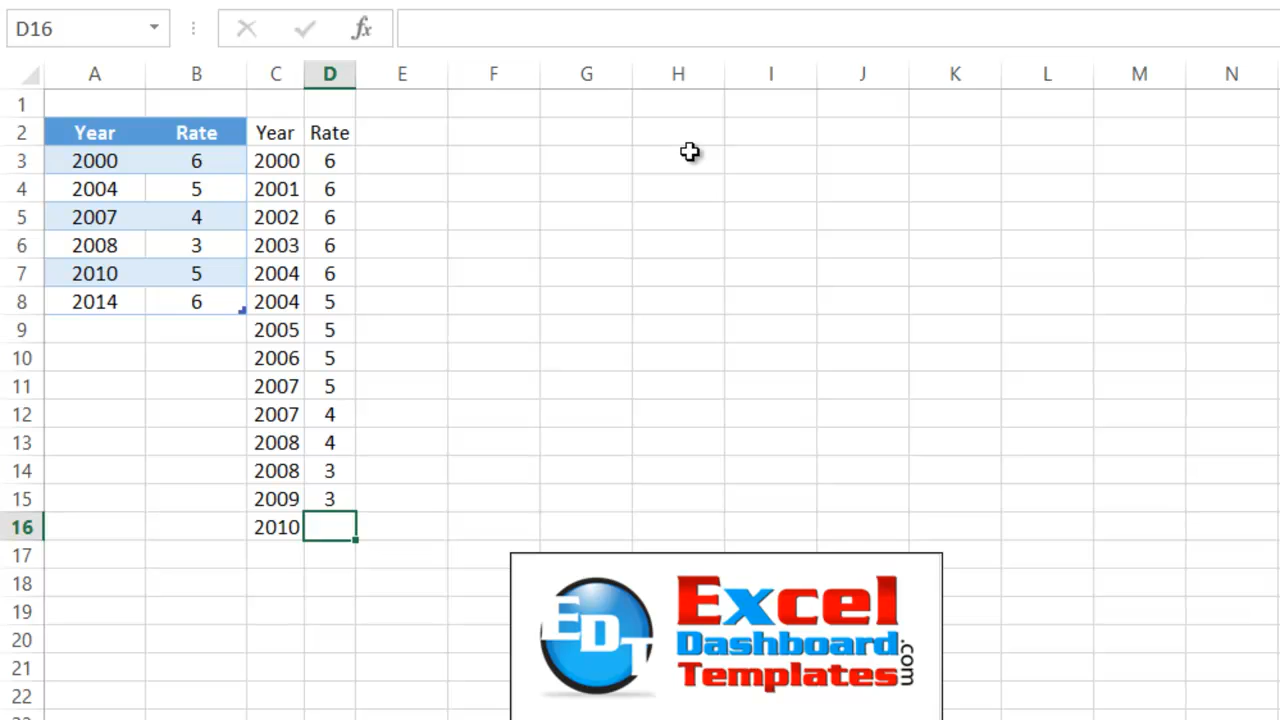 D16 fx
A B C D E F G H I J K L M N
1
2 Year Rate Year Rate
3 2000 6 2000 6
4 2004 5 2001 6
5 2007 4 2002 6
6 2008 3 2003 6
7 2010 5 2004 6
8 2014 6 2004 5
9 2005 5
10 2006 5
11 2007 5
12 2007 4
13 2008 4
14 2008 3
15 2009 3
16 2010
17
18
19
20
21
22
EDT
Excel
Dashboard
Templates
.com